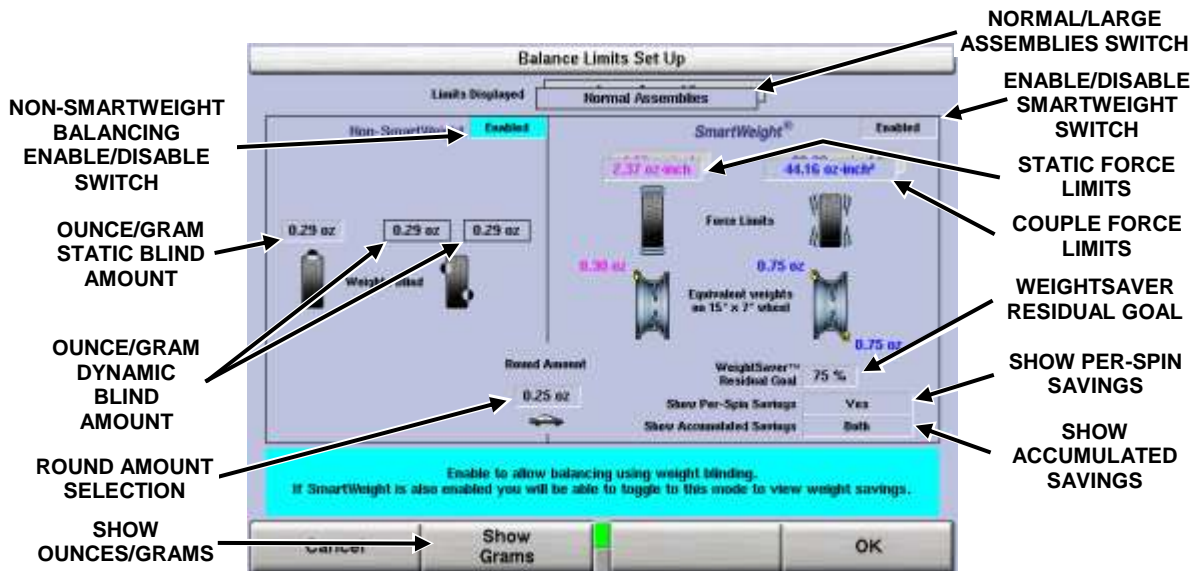 NORMAL/LARGE
ASSEMBLIES SWITCH
ENABLE/DISABLE
SMARTWEIGHT
SWITCH
STATIC FORCE
LIMITS
COUPLE FORCE
LIMITS
WEIGHTSAVER
RESIDUAL GOAL
SHOW PER-SPIN
SAVINGS
SHOW
ACCUMULATED
SAVINGS
NON-SMARTWEIGHT
BALANCING
ENABLE/DISABLE
SWITCH
OUNCE/GRAM
STATIC BLIND
AMOUNT
OUNCE/GRAM
DYNAMIC
BLIND
AMOUNT
ROUND AMOUNT
SELECTION
SHOW
OUNCES/GRAMS
Balance Limits Set Up
Limits Displayed
Normal Assemblies
Enabled
SmartWeight®
Enabled
2.37 oz-inch
44.16 oz-inch²
Force Limits
0.29 oz
0.29 oz
0.29 oz
0.30 oz
0.75 oz
Equivalent weights
on 15" x 7" wheel
0.75 oz
Round Amount
0.25 oz
WeightSaver™
Residual Goal
75 %
Show Per-Spin Savings
Yes
Show Accumulated Savings
Both
Enable to allow balancing using weight blinding.
If SmartWeight is also enabled you will be able to toggle to this mode to view weight savings.
Cancel
Show
Grams
OK